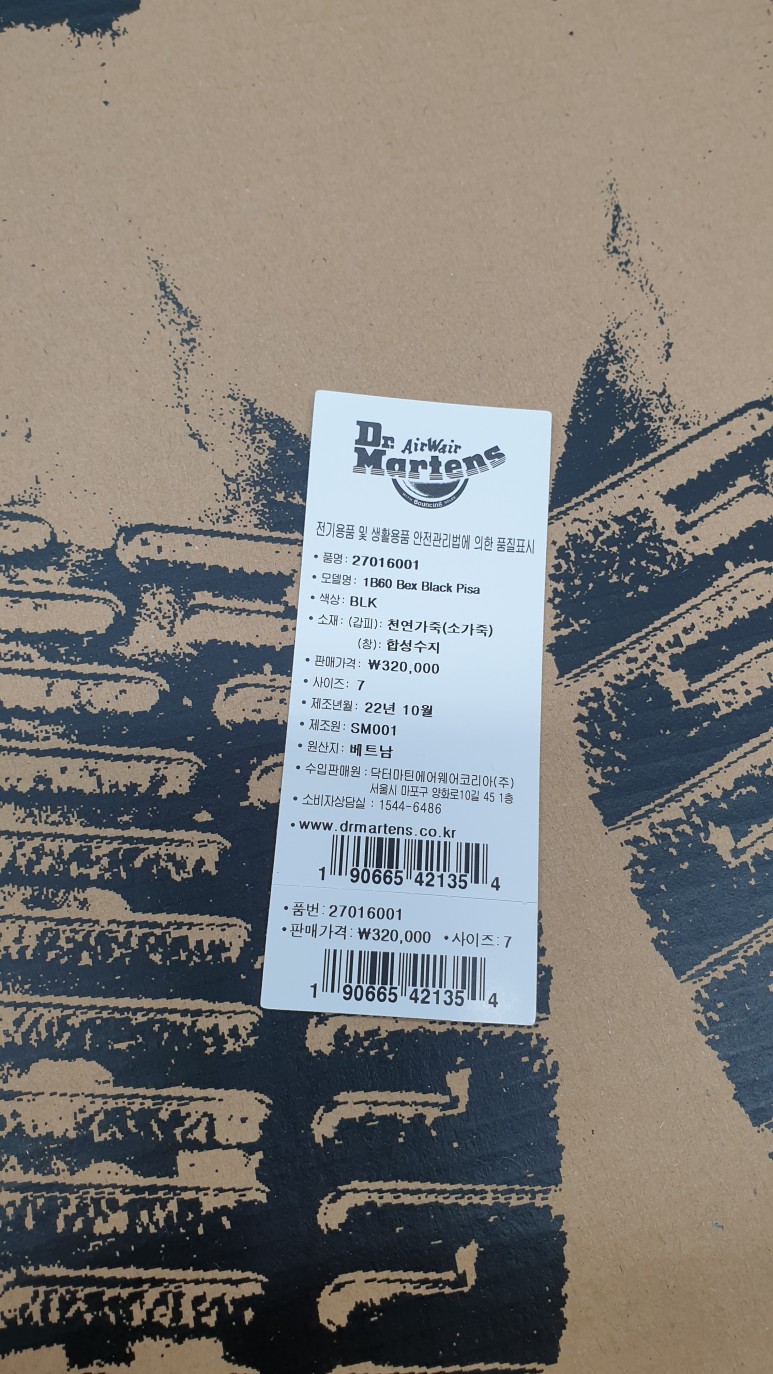 Dr. AirWair
Martens
WITH Bouncing SOLES
전기용품 및 생활용품 안전관리법에 의한 품질표시
• 품명: 27016001
• 모델명: 1B60 Bex Black Pisa
• 색상: BLK
• 소재: (갑피): 천연가죽(소가죽)
(창): 합성수지
• 판매가격: ₩320,000
• 사이즈: 7
• 제조년월: 22년 10월
• 제조원: SM001
• 원산지: 베트남
• 수입판매원 : 닥터마틴에어웨어코리아(주)
서울시 마포구 양화로10길 45 1층
• 소비자상담실 : 1544-6486
• www.drmartens.co.kr
1 90665 42135 4
• 품번: 27016001
• 판매가격: ₩320,000 • 사이즈: 7
1 90665 42135 4